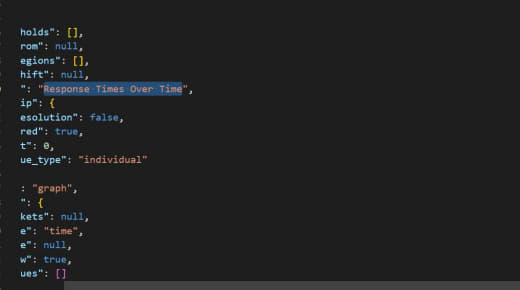 holds": [],
rom": null,
egions": [],
hift": null,
": "Response Times Over Time",
ip": {
esolution": false,
red": true,
t": 0,
ue_type": "individual"
: "graph",
": {
kets": null,
e": "time",
e": null,
w": true,
ues": []